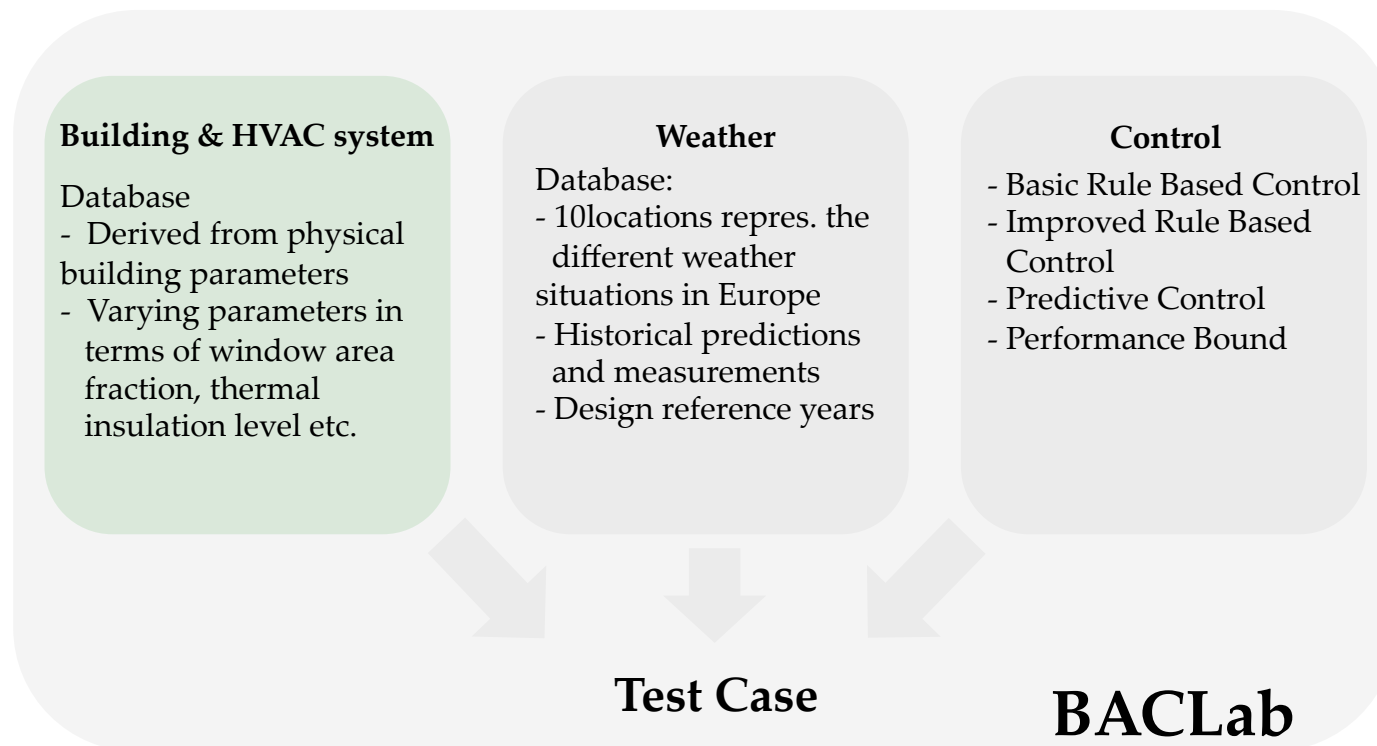 Building & HVAC system
Database
- Derived from physical
building parameters
- Varying parameters in
terms of window area
fraction, thermal
insulation level etc.
Weather
Database:
- 10locations repres. the
different weather
situations in Europe
- Historical predictions
and measurements
- Design reference years
Control
- Basic Rule Based Control
- Improved Rule Based
Control
- Predictive Control
- Performance Bound
Test Case
BACLab